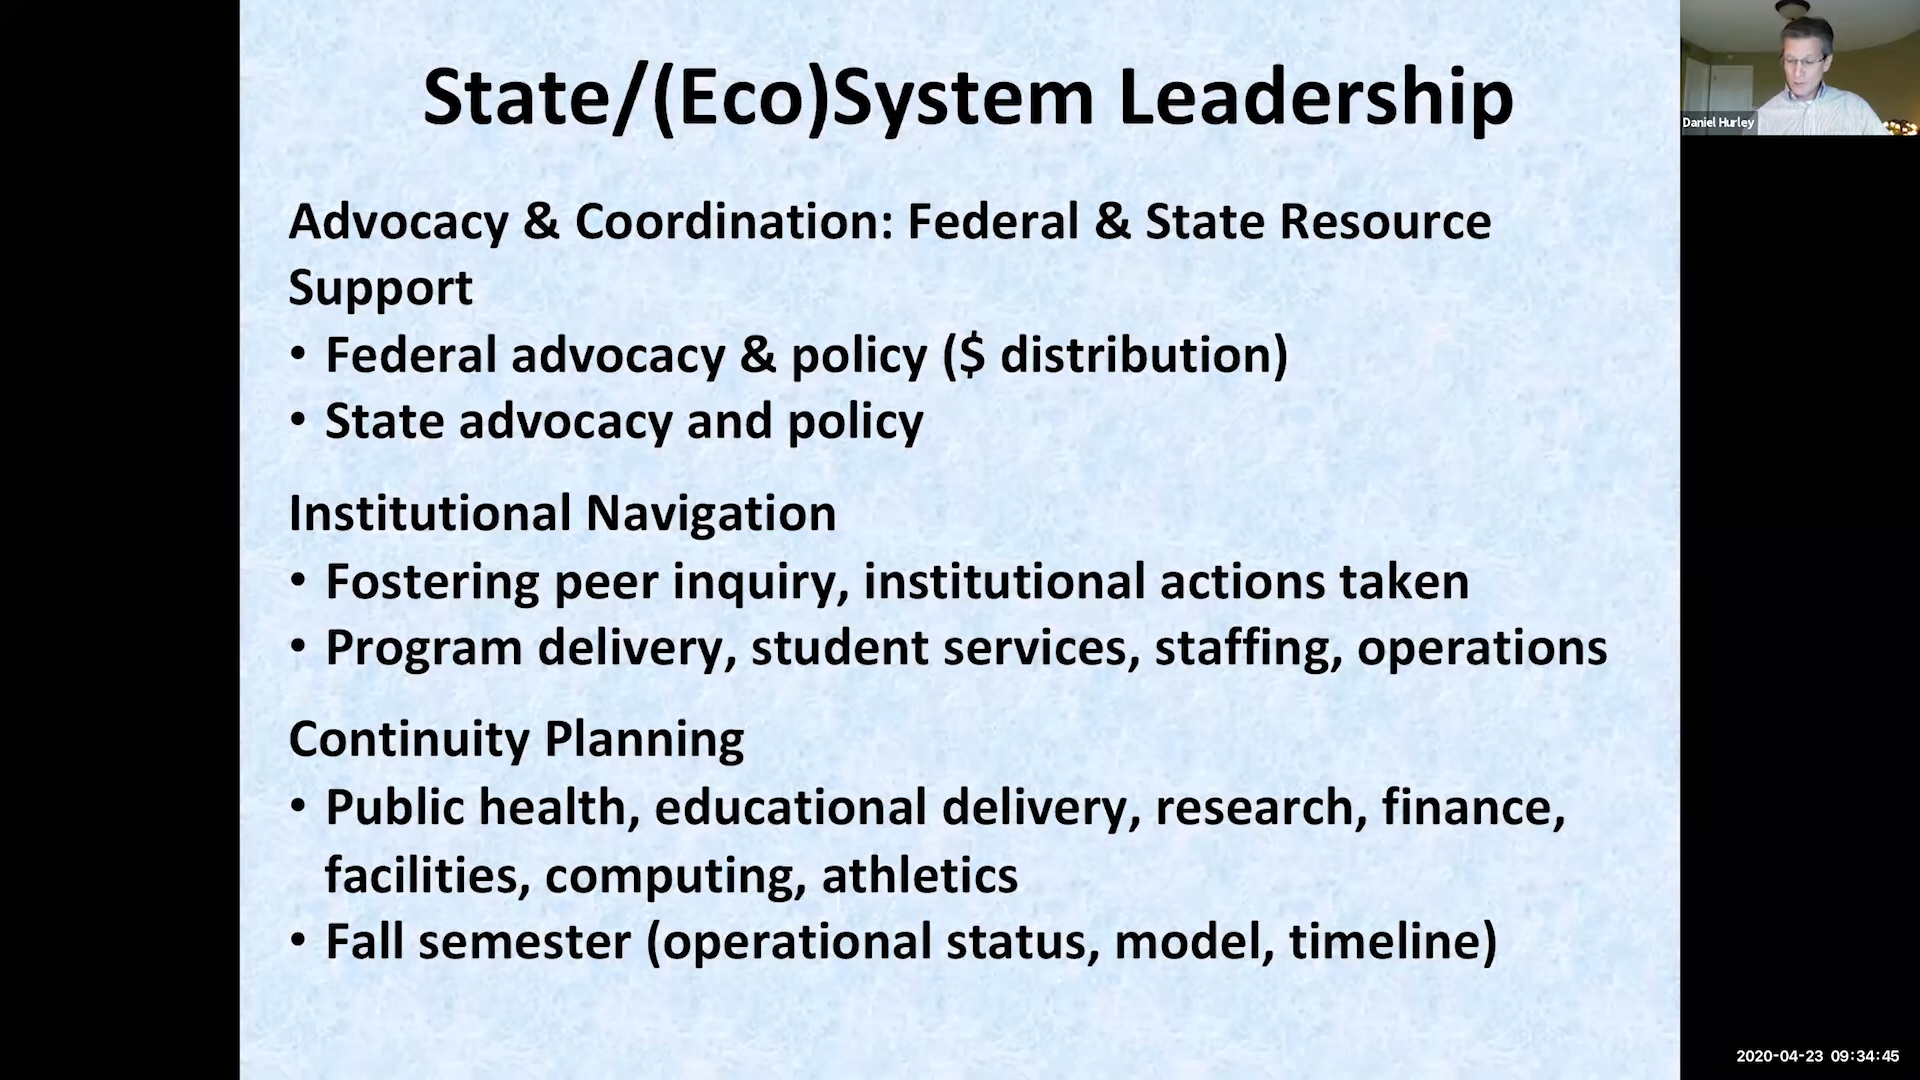 State/(Eco)System Leadership
Daniel Hurley
Advocacy & Coordination: Federal & State Resource
Support
• Federal advocacy & policy ($ distribution)
• State advocacy and policy
Institutional Navigation
• Fostering peer inquiry, institutional actions taken
• Program delivery, student services, staffing, operations
Continuity Planning
• Public health, educational delivery, research, finance,
facilities, computing, athletics
• Fall semester (operational status, model, timeline)
2020-04-23 09:34:45